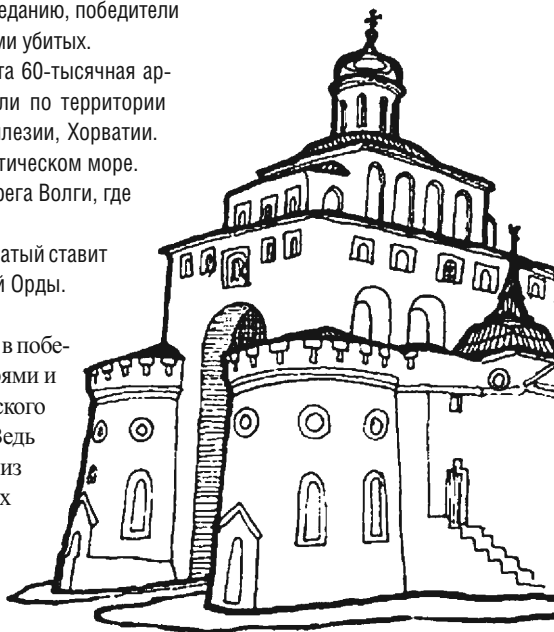 еданию, победители
ми убитых.
та 60-тысячная ар-
ли по территории
лезии, Хорватии.
тическом море.
рега Волги, где
атый ставит
й Орды.
в побе-
рями и
ского
Ведь
из
х